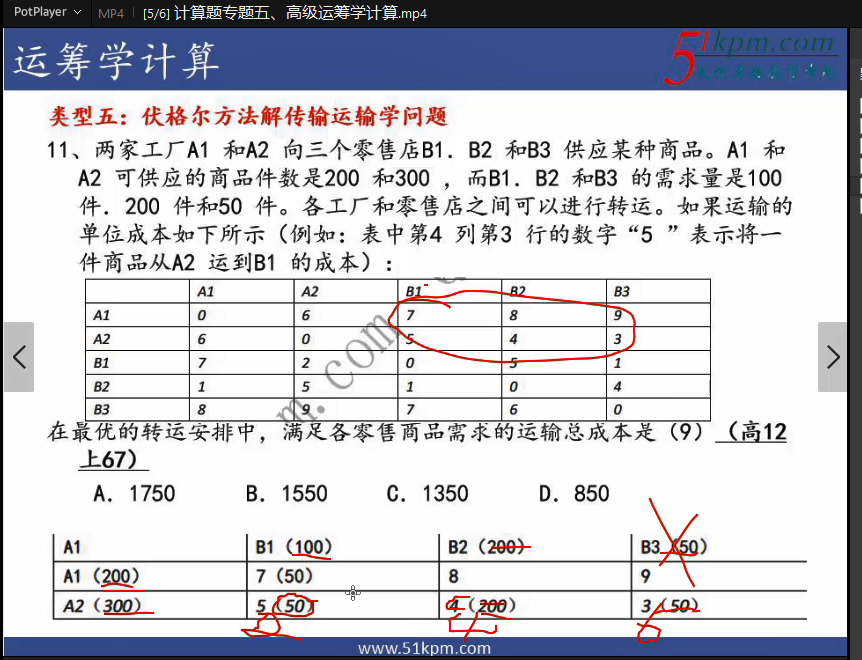 PotPlayer MP4 [5/6] 计算题专题五、高级运筹学计算.mp4
运筹学计算
51kpm.com
类型五：伏格尔方法解传输运输学问题
11、两家工厂A1 和A2 向三个零售店B1．B2 和B3 供应某种商品。A1 和
A2 可供应的商品件数是200 和300 ，而B1．B2 和B3 的需求量是100
件．200 件和50 件。各工厂和零售店之间可以进行转运。如果运输的
单位成本如下所示（例如：表中第4 列第3 行的数字“5 ”表示将一
件商品从A2 运到B1 的成本）：
A1 A2 B1 B2 B3
A1 0 6 7 8 9
A2 6 0 5 4 3
B1 7 2 0 5 1
B2 1 5 1 0 4
B3 8 9 7 6 0
m.com
在最优的转运安排中，满足各零售商品需求的运输总成本是（9）（高12
上67）
A．1750 B．1550 C．1350 D．850
A1 B1（100） B2（200） B3（50）
A1（200） 7（50） 8 9
A2（300） 5（50） 4（200） 3（50）
www.51kpm.com